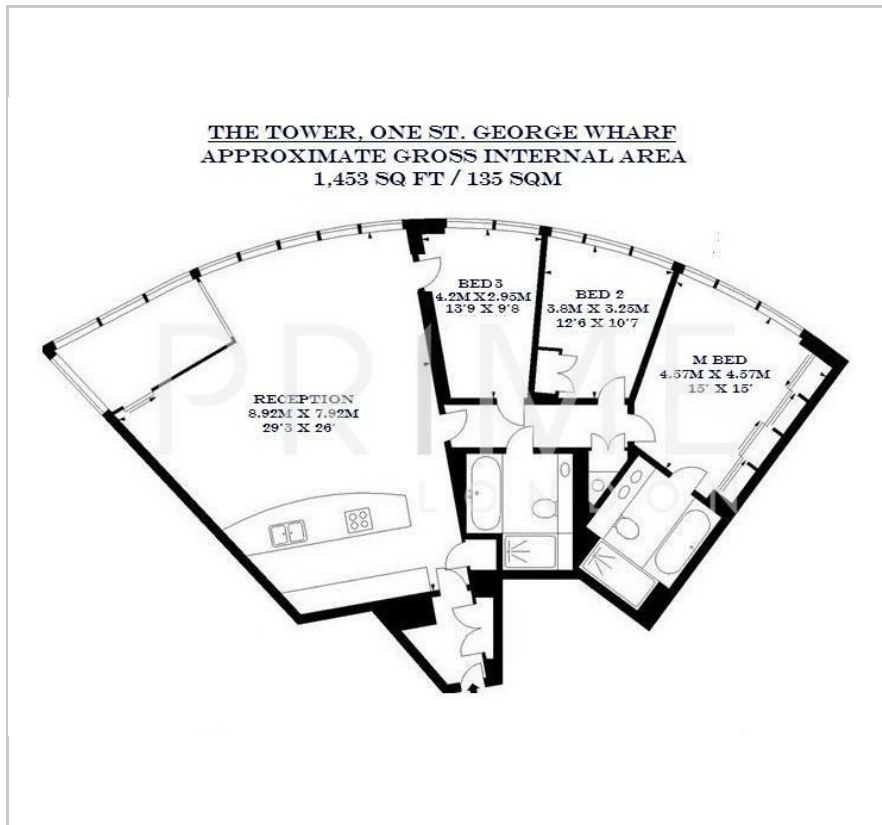 THE TOWER, ONE ST. GEORGE WHARF
APPROXIMATE GROSS INTERNAL AREA
1,453 SQ FT / 135 SQM
BED 3
4.2M X 2.95M
13'9 X 9'8
BED 2
3.8M X 3.25M
12'6 X 10'7
M BED
4.57M X 4.57M
15' X 15'
RECEPTION
8.92M X 7.92M
29'3 X 26'
PRIME
LONDON